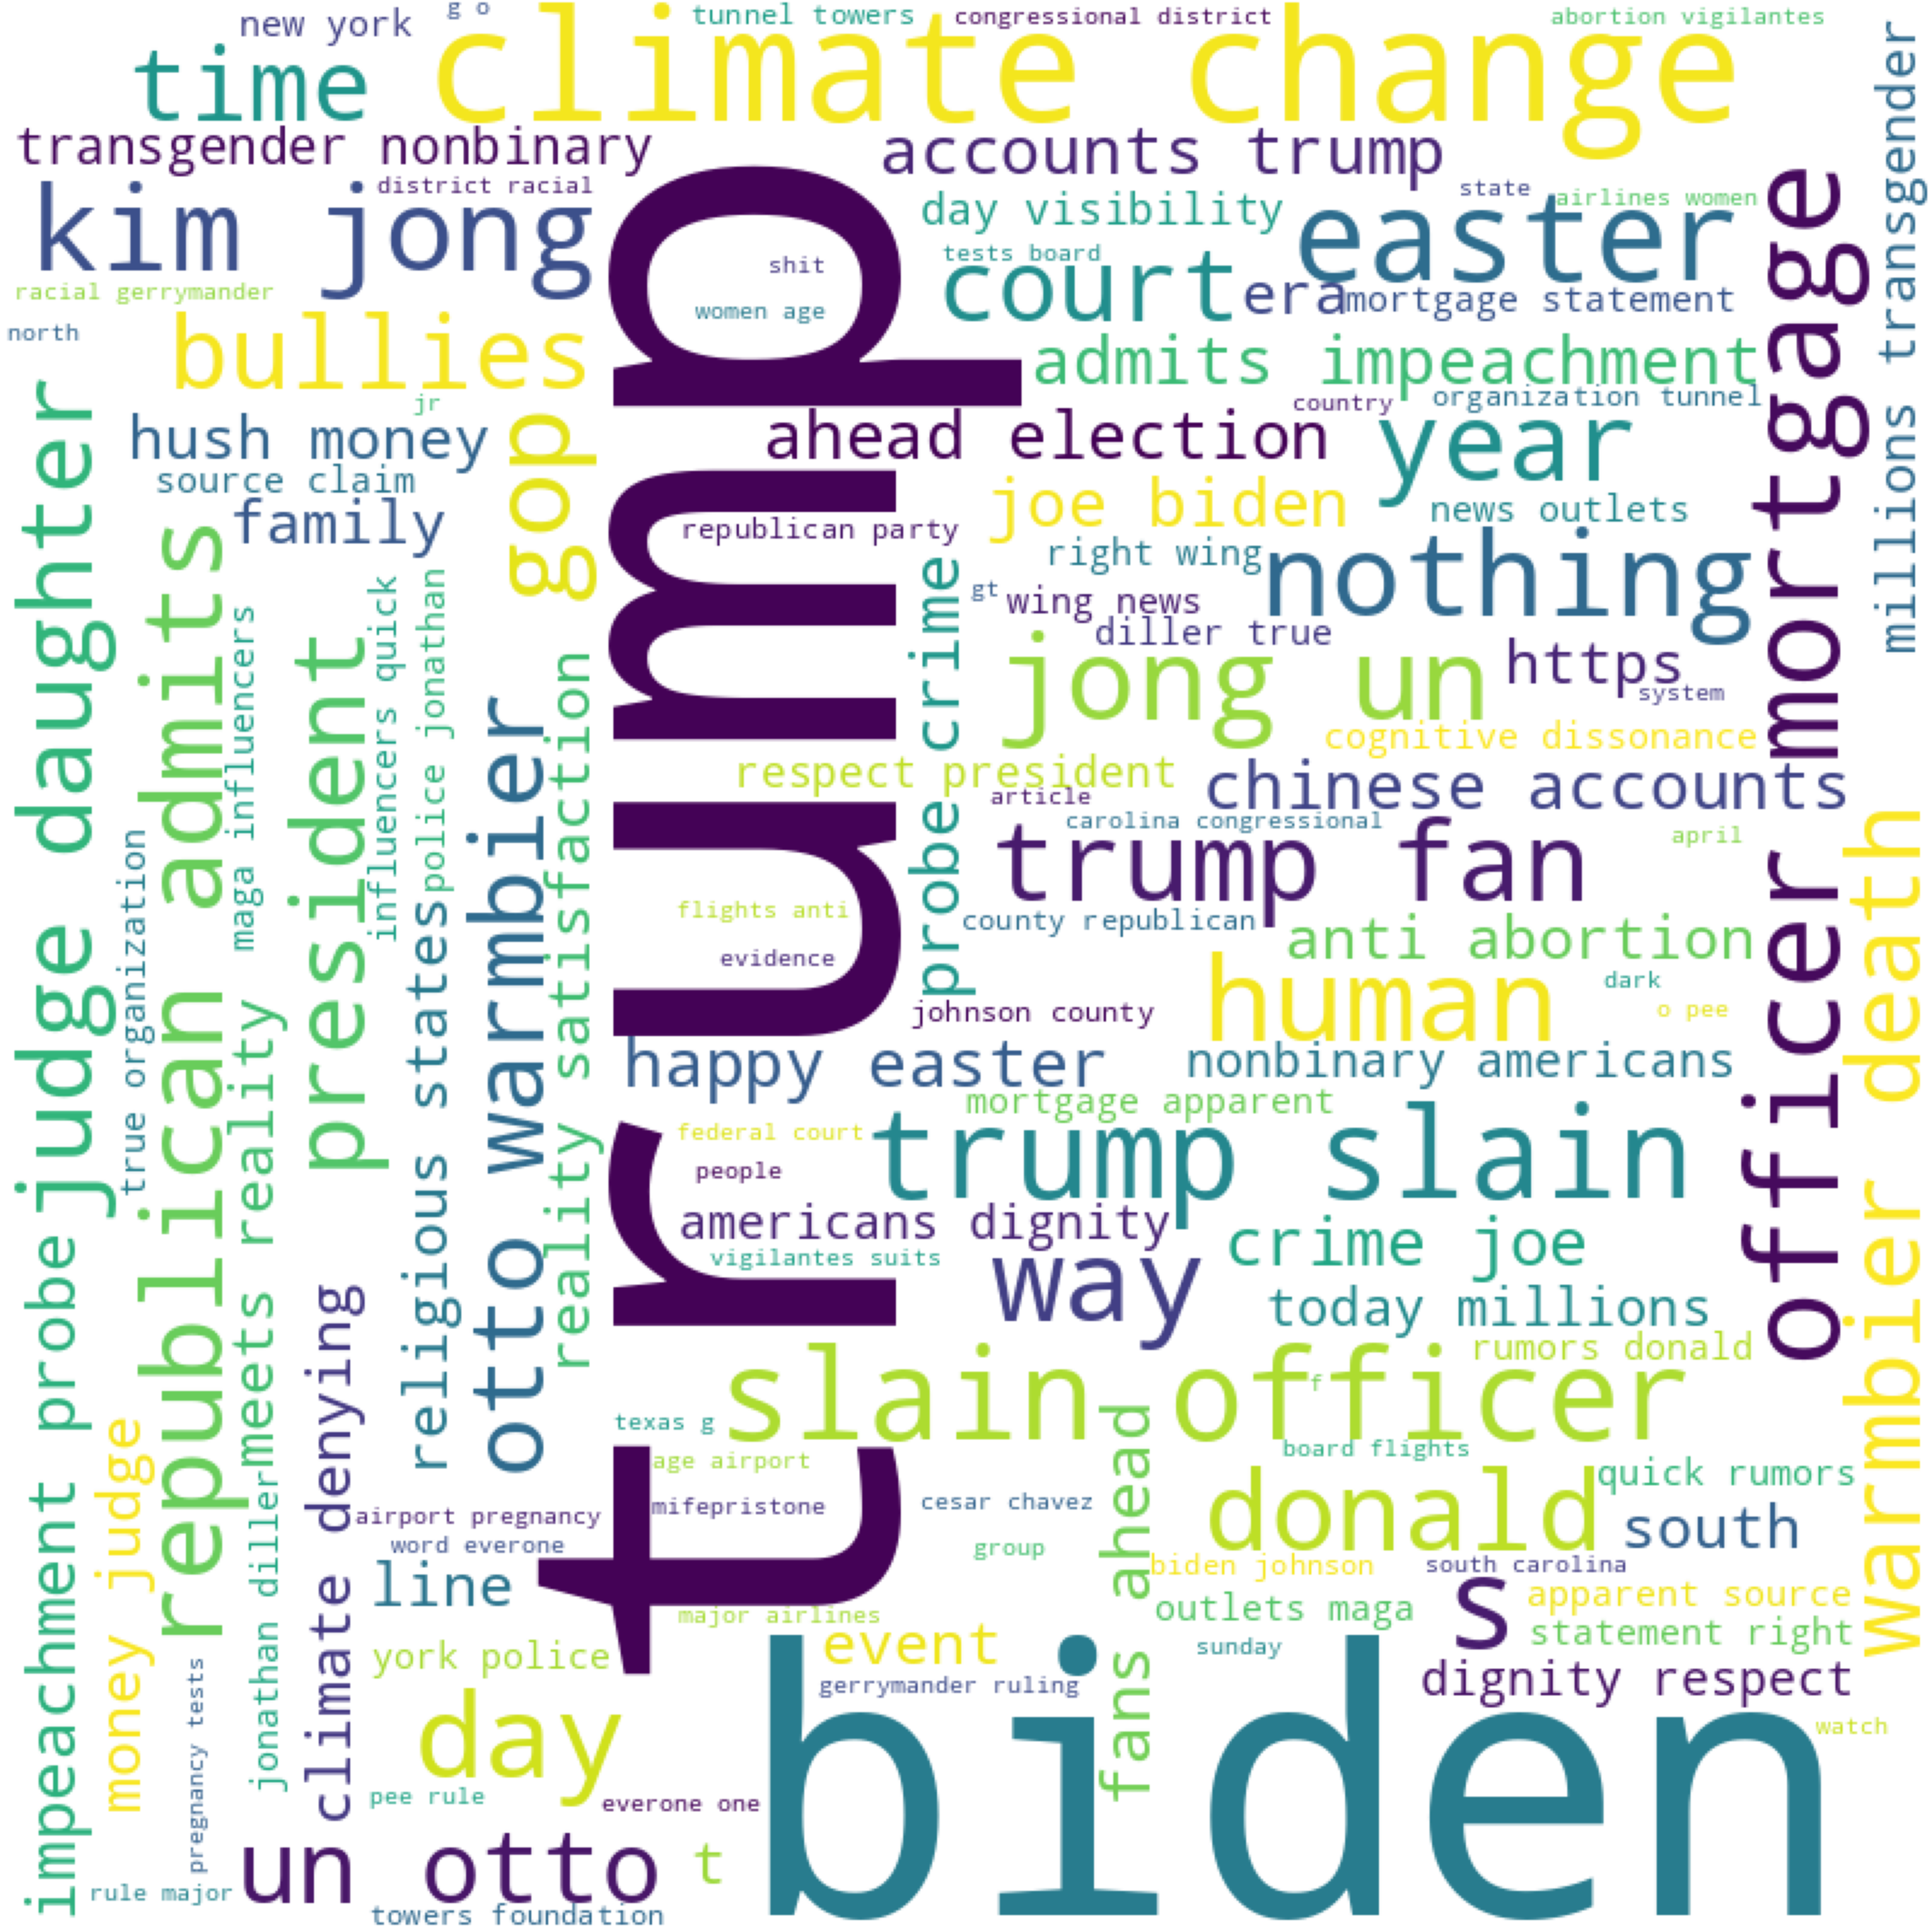 g o
tunnel towers
congressional district
abortion vigilantes
new york
time
climate change
transgender nonbinary
accounts trump
millions transgender
kim jong
district racial
day visibility
state
airlines women
easter
mortgage
shit
tests board
court
era
mortgage statement
racial gerrymander
women age
north
bullies
admits impeachment
jr
country
organization tunnel
hush money
gop
ahead election
year
source claim
family
joe biden
news outlets
republican party
right wing
nothing
judge daughter
republican admits
president
maga influencers
influencers quick
police jonathan
otto warmbier
reality satisfaction
trump
probe crime
gt
wing news
diller true
jong un
https
system
cognitive dissonance
respect president
article
chinese accounts
carolina congressional
april
trump fan
true organization
flights anti
county republican
anti abortion
evidence
human
dark
o pee
johnson county
officer
warmbier death
happy easter
nonbinary americans
mortgage apparent
religious states
meets reality
federal court
trump slain
people
americans dignity
crime joe
vigilantes suits
way
today millions
rumors donald
slain officer
f
texas g
board flights
impeachment probe
money judge
climate denying
jonathan diller
age airport
quick rumors
airport pregnancy
mifepristone
cesar chavez
fans ahead
donald
south
word everone
group
biden johnson
south carolina
line
s
apparent source
major airlines
outlets maga
statement right
york police
event
sunday
gerrymander ruling
dignity respect
pregnancy tests
day
watch
pee rule
everone one
biden
un otto
t
rule major
towers foundation